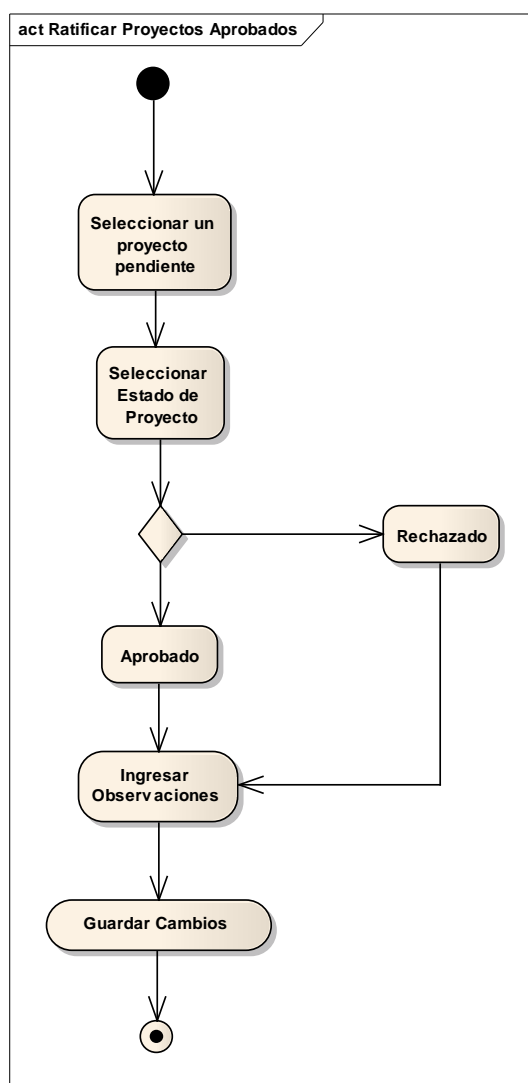 act Ratificar Proyectos Aprobados
Seleccionar un
proyecto
pendiente
Seleccionar
Estado de
Proyecto
Rechazado
Aprobado
Ingresar
Observaciones
Guardar Cambios